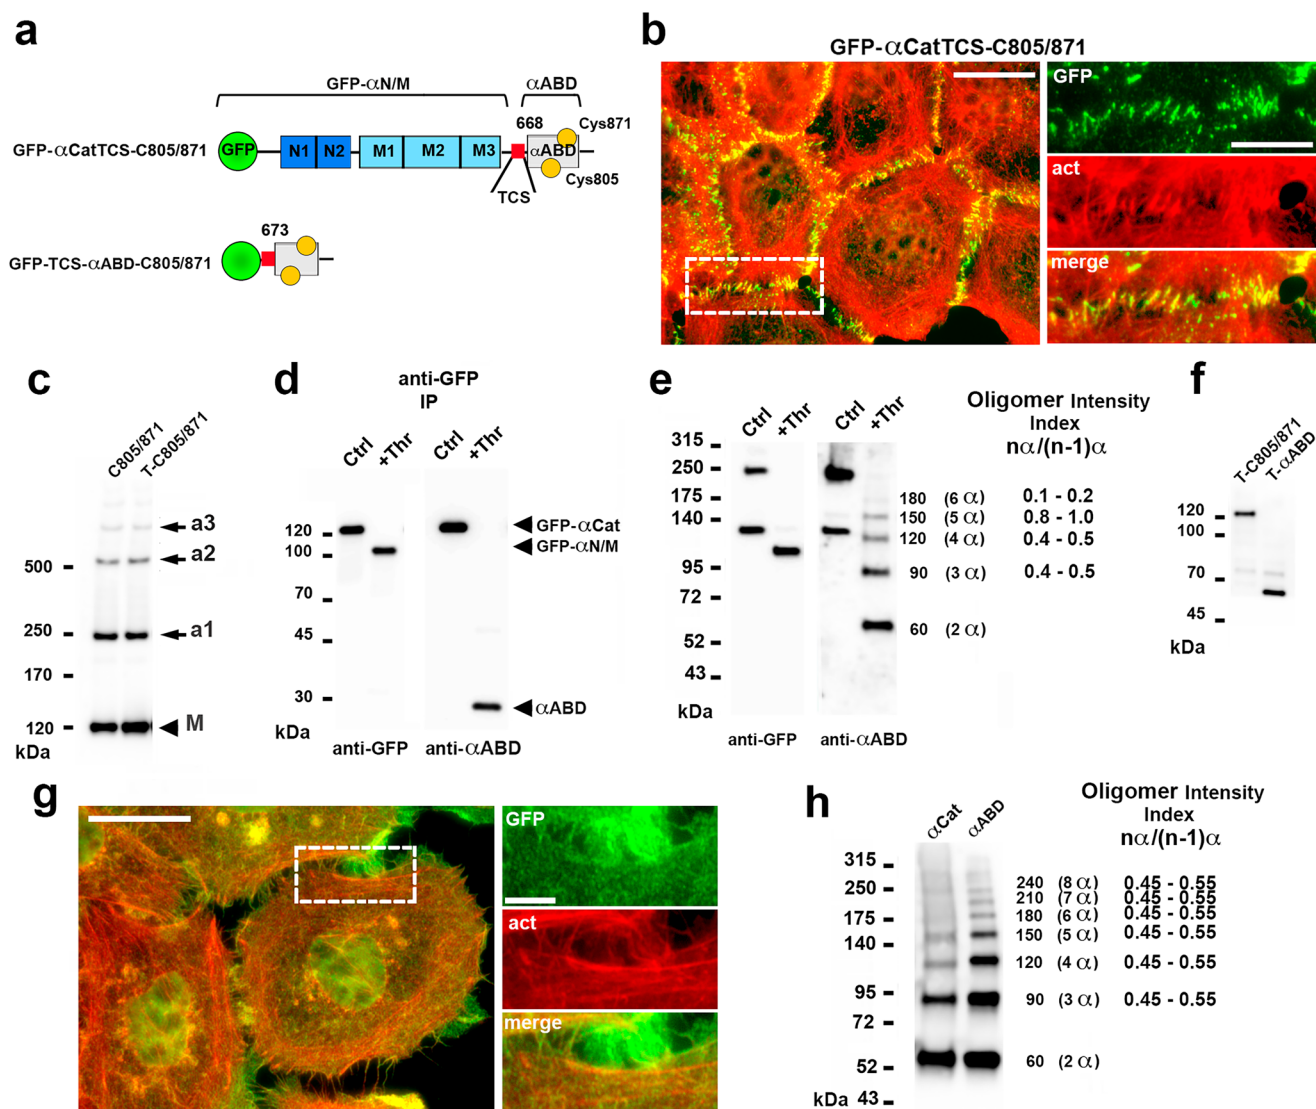 a
GFP-αN/M
αABD
668
Cys871
GFP-αCatTCS-C805/871
GFP
N1
N2
M1
M2
M3
αABD
Cys805
TCS
673
GFP-TCS-αABD-C805/871
b
GFP-αCatTCS-C805/871
GFP
act
merge
c
C805/871
T-C805/871
a3
a2
500
a1
250
170
M
120
kDa
d
anti-GFP
IP
Ctrl
+Thr
Ctrl
+Thr
120
GFP-αCat
GFP-αN/M
100
70
45
30
αABD
kDa
anti-GFP
anti-αABD
e
Ctrl
+Thr
Ctrl
+Thr
Oligomer Intensity
Index
nα/(n-1)α
315
250
175
140
95
72
52
43
kDa
180 (6 α) 0.1 - 0.2
150 (5 α) 0.8 - 1.0
120 (4 α) 0.4 - 0.5
90 (3 α) 0.4 - 0.5
60 (2 α)
anti-GFP
anti-αABD
f
T-C805/871
T-αABD
120
100
70
45
kDa
g
GFP
act
merge
h
αCat
αABD
Oligomer Intensity
Index
nα/(n-1)α
315
250
175
140
95
72
52
kDa 43
240 (8 α) 0.45 - 0.55
210 (7 α) 0.45 - 0.55
180 (6 α) 0.45 - 0.55
150 (5 α) 0.45 - 0.55
120 (4 α) 0.45 - 0.55
90 (3 α) 0.45 - 0.55
60 (2 α)